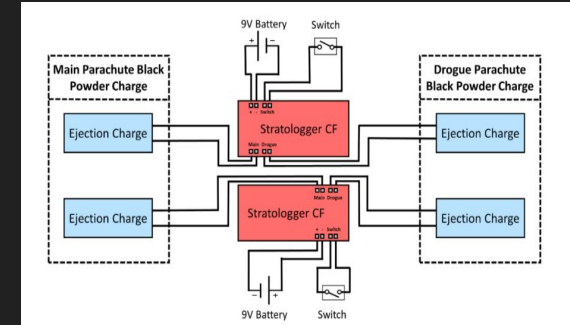 9V Battery
Switch
+ -
Main Parachute Black
Powder Charge
Drogue Parachute
Black Powder Charge
+ - Switch
Ejection Charge
Stratologger CF
Ejection Charge
Main Drogue
Main Drogue
Ejection Charge
Stratologger CF
Ejection Charge
+ - Switch
- +
9V Battery
Switch